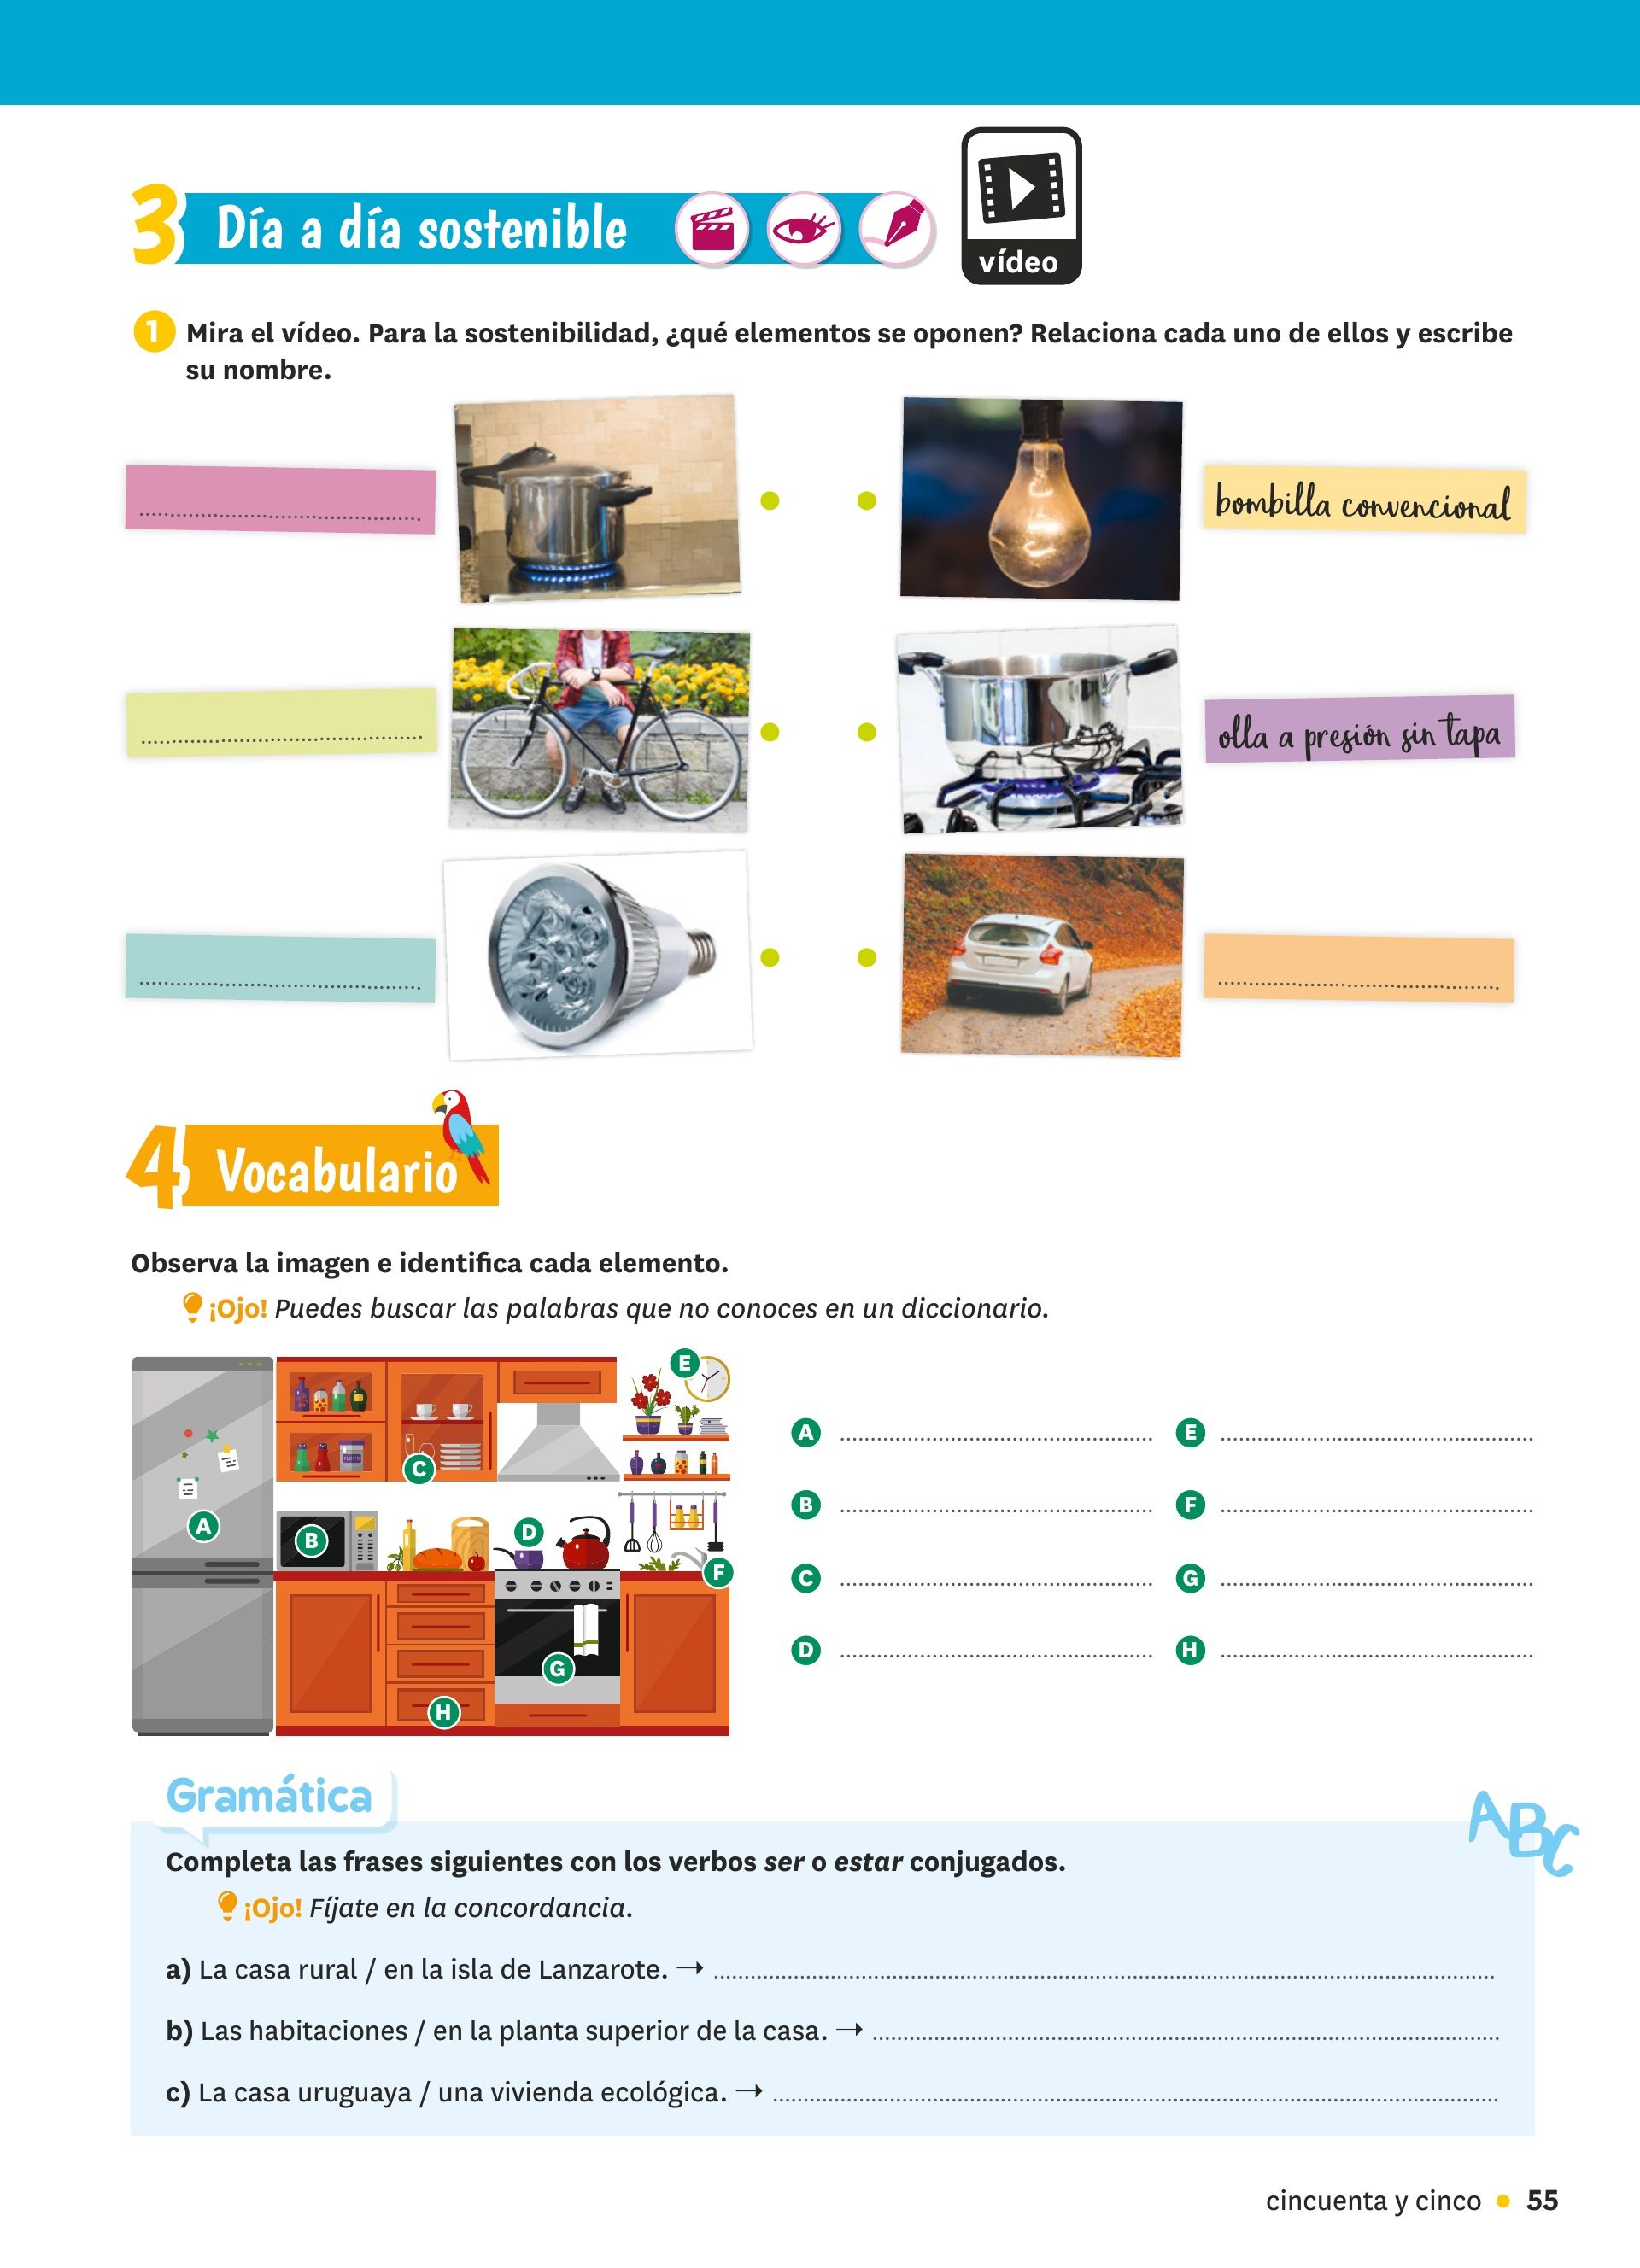 3 Día a día sostenible
vídeo
1 Mira el vídeo. Para la sostenibilidad, ¿qué elementos se oponen? Relaciona cada uno de ellos y escribe
su nombre.
bombilla convencional
olla a presión sin tapa
4 Vocabulario
Observa la imagen e identifica cada elemento.
¡Ojo! Puedes buscar las palabras que no conoces en un diccionario.
E
C
A
B
D
F
G
H
A ........ E ........
B ........ F ........
C ........ G ........
D ........ H ........
Gramática
ABC
Completa las frases siguientes con los verbos ser o estar conjugados.
¡Ojo! Fíjate en la concordancia.
a) La casa rural / en la isla de Lanzarote. → ........
b) Las habitaciones / en la planta superior de la casa. → ........
c) La casa uruguaya / una vivienda ecológica. → ........
cincuenta y cinco • 55